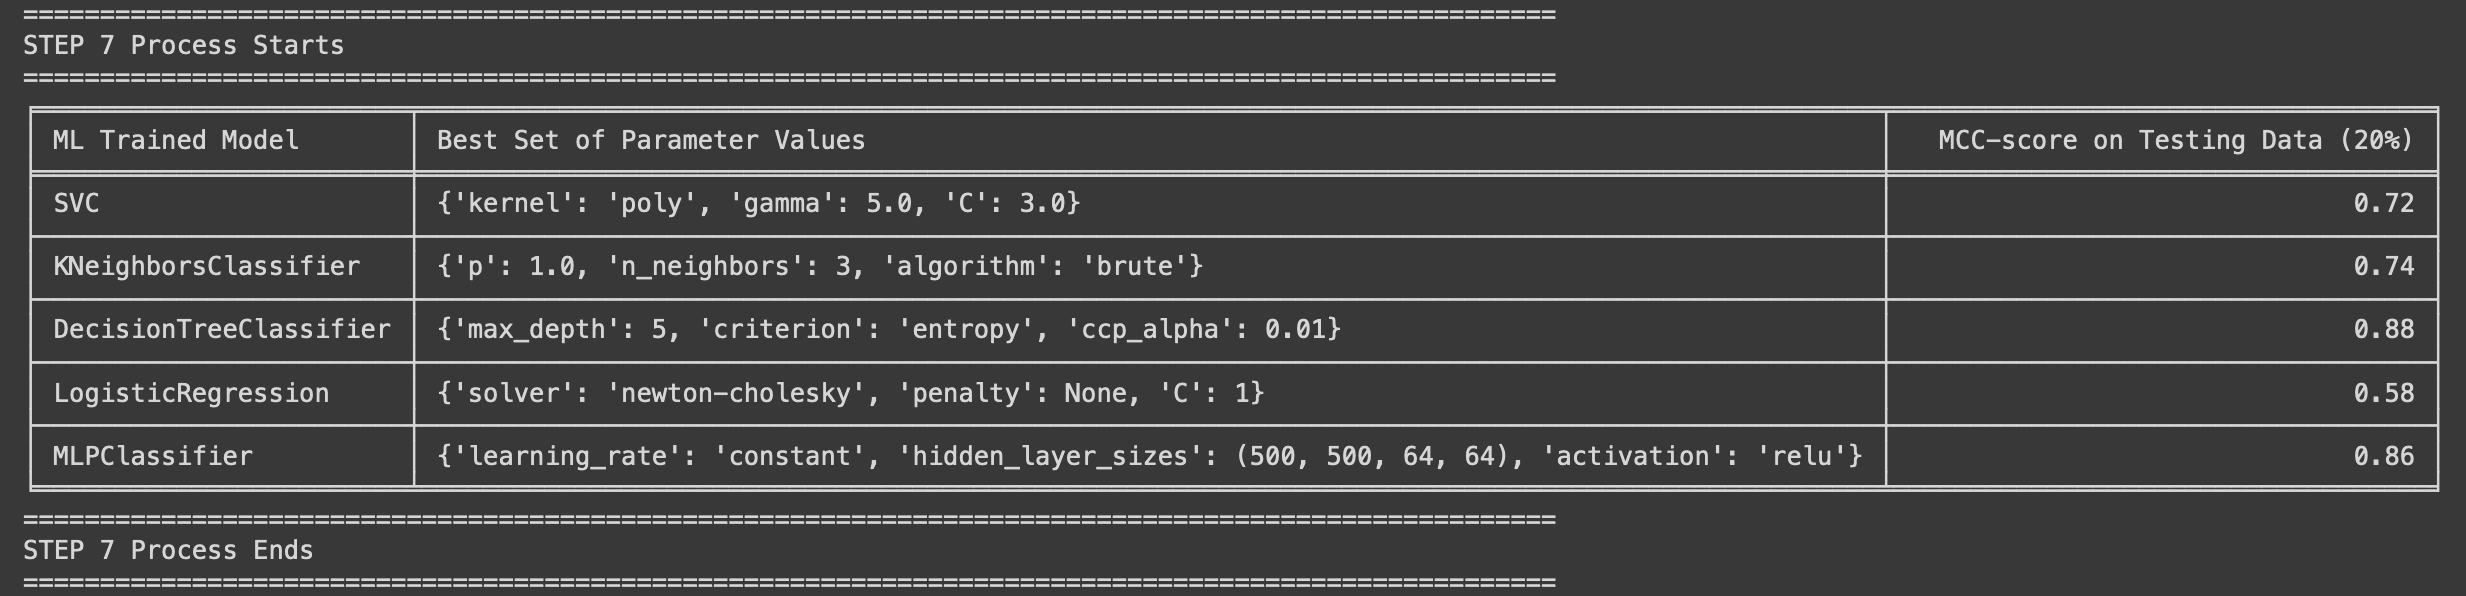 ====================================================================================================
STEP 7 Process Starts
====================================================================================================
ML Trained Model Best Set of Parameter Values MCC-score on Testing Data (20%)
SVC {'kernel': 'poly', 'gamma': 5.0, 'C': 3.0} 0.72
KNeighborsClassifier {'p': 1.0, 'n_neighbors': 3, 'algorithm': 'brute'} 0.74
DecisionTreeClassifier {'max_depth': 5, 'criterion': 'entropy', 'ccp_alpha': 0.01} 0.88
LogisticRegression {'solver': 'newton-cholesky', 'penalty': None, 'C': 1} 0.58
MLPClassifier {'learning_rate': 'constant', 'hidden_layer_sizes': (500, 500, 64, 64), 'activation': 'relu'} 0.86
====================================================================================================
STEP 7 Process Ends
====================================================================================================